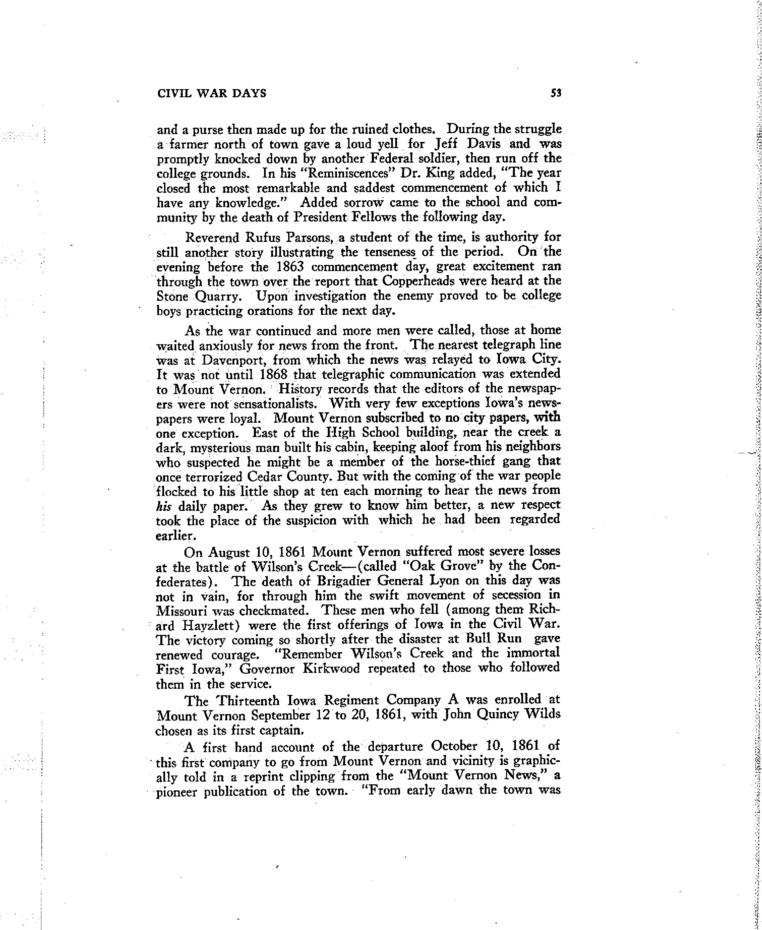 CIVIL WAR DAYS 53
and a purse then made up for the ruined clothes. During the struggle
a farmer north of town gave a loud yell for Jeff Davis and was
promptly knocked down by another Federal soldier, then run off the
college grounds. In his "Reminiscences" Dr. King added, "The year
closed the most remarkable and saddest commencement of which I
have any knowledge." Added sorrow came to the school and com-
munity by the death of President Fellows the following day.
Reverend Rufus Parsons, a student of the time, is authority for
still another story illustrating the tenseness of the period. On the
evening before the 1863 commencement day, great excitement ran
through the town over the report that Copperheads were heard at the
Stone Quarry. Upon investigation the enemy proved to be college
boys practicing orations for the next day.
As the war continued and more men were called, those at home
waited anxiously for news from the front. The nearest telegraph line
was at Davenport, from which the news was relayed to Iowa City.
It was not until 1868 that telegraphic communication was extended
to Mount Vernon. History records that the editors of the newspap-
ers were not sensationalists. With very few exceptions Iowa's news-
papers were loyal. Mount Vernon subscribed to no city papers, with
one exception. East of the High School building, near the creek a
dark, mysterious man built his cabin, keeping aloof from his neighbors
who suspected he might be a member of the horse-thief gang that
once terrorized Cedar County. But with the coming of the war people
flocked to his little shop at ten each morning to hear the news from
his daily paper. As they grew to know him better, a new respect
took the place of the suspicion with which he had been regarded
earlier.
On August 10, 1861 Mount Vernon suffered most severe losses
at the battle of Wilson's Creek—(called "Oak Grove" by the Con-
federates). The death of Brigadier General Lyon on this day was
not in vain, for through him the swift movement of secession in
Missouri was checkmated. These men who fell (among them Rich-
ard Hayzlett) were the first offerings of Iowa in the Civil War.
The victory coming so shortly after the disaster at Bull Run gave
renewed courage. "Remember Wilson's Creek and the immortal
First Iowa," Governor Kirkwood repeated to those who followed
them in the service.
The Thirteenth Iowa Regiment Company A was enrolled at
Mount Vernon September 12 to 20, 1861, with John Quincy Wilds
chosen as its first captain.
A first hand account of the departure October 10, 1861 of
this first company to go from Mount Vernon and vicinity is graphic-
ally told in a reprint clipping from the "Mount Vernon News," a
pioneer publication of the town. "From early dawn the town was